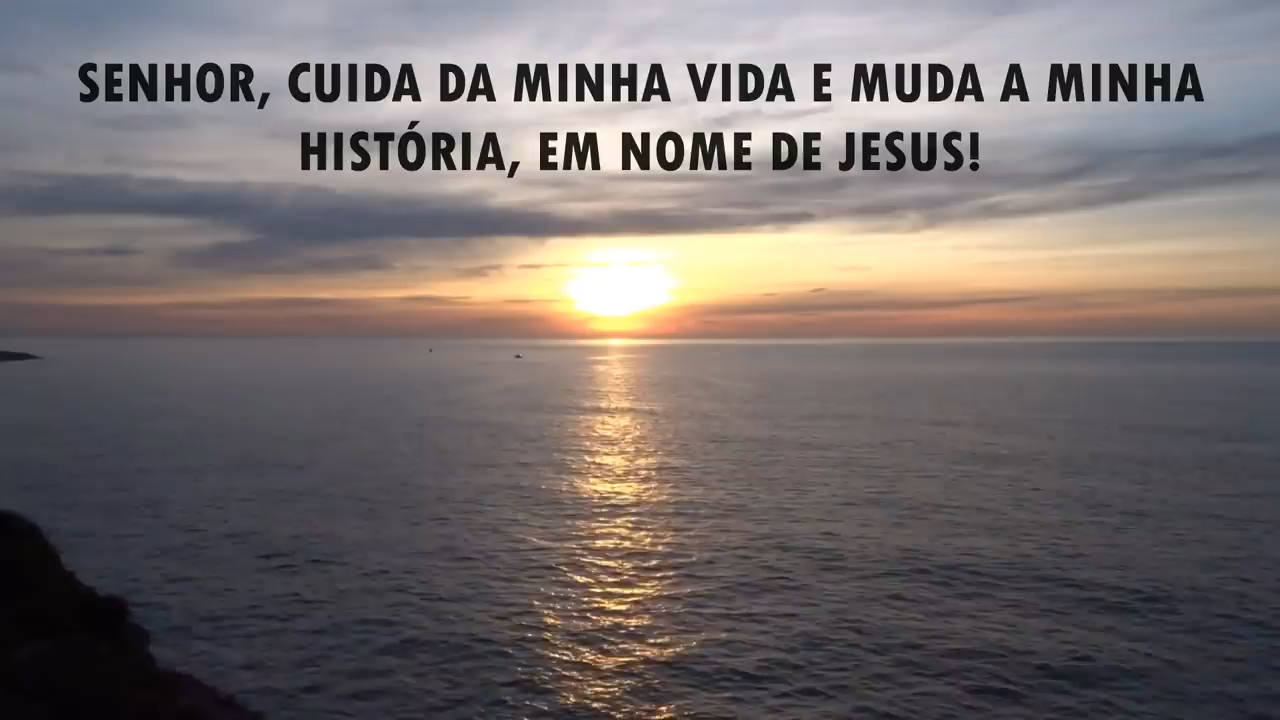 SENHOR, CUIDA DA MINHA VIDA E MUDA A MINHA
HISTÓRIA, EM NOME DE JESUS!